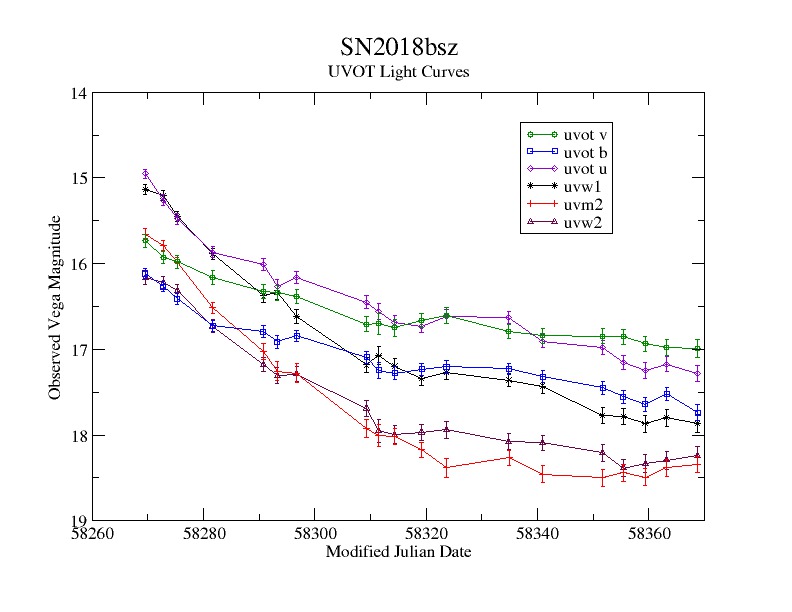 SN2018bsz
UVOT Light Curves
14
15
16
17
18
19
Observed Vega Magnitude
uvot v
uvot b
uvot u
uvw1
uvm2
uvw2
58260 58280 58300 58320 58340 58360
Modified Julian Date